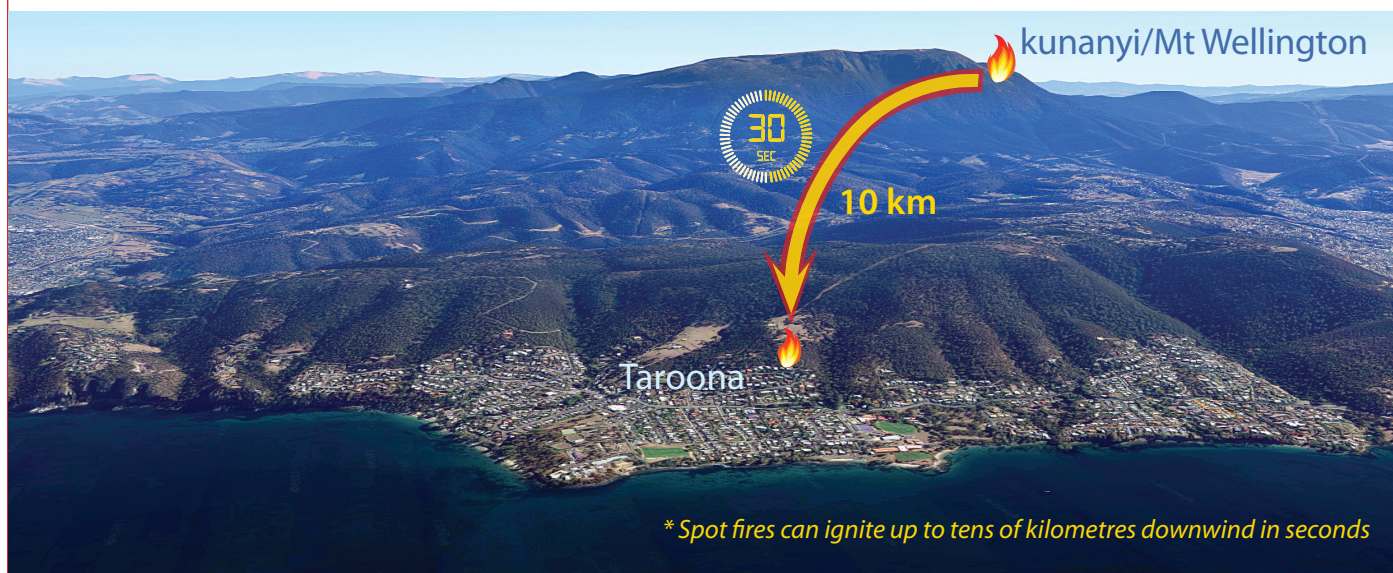 kunanyi/Mt Wellington
30
SEC
10 km
Taroona
* Spot fires can ignite up to tens of kilometres downwind in seconds